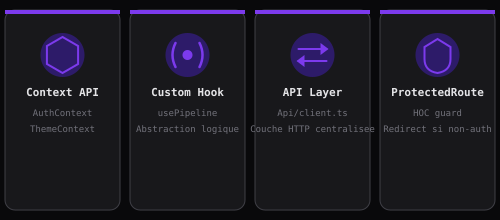 Context API
AuthContext
ThemeContext
Custom Hook
usePipeline
Abstraction logique
API Layer
Api/client.ts
Couche HTTP centralisee
ProtectedRoute
HOC guard
Redirect si non-auth